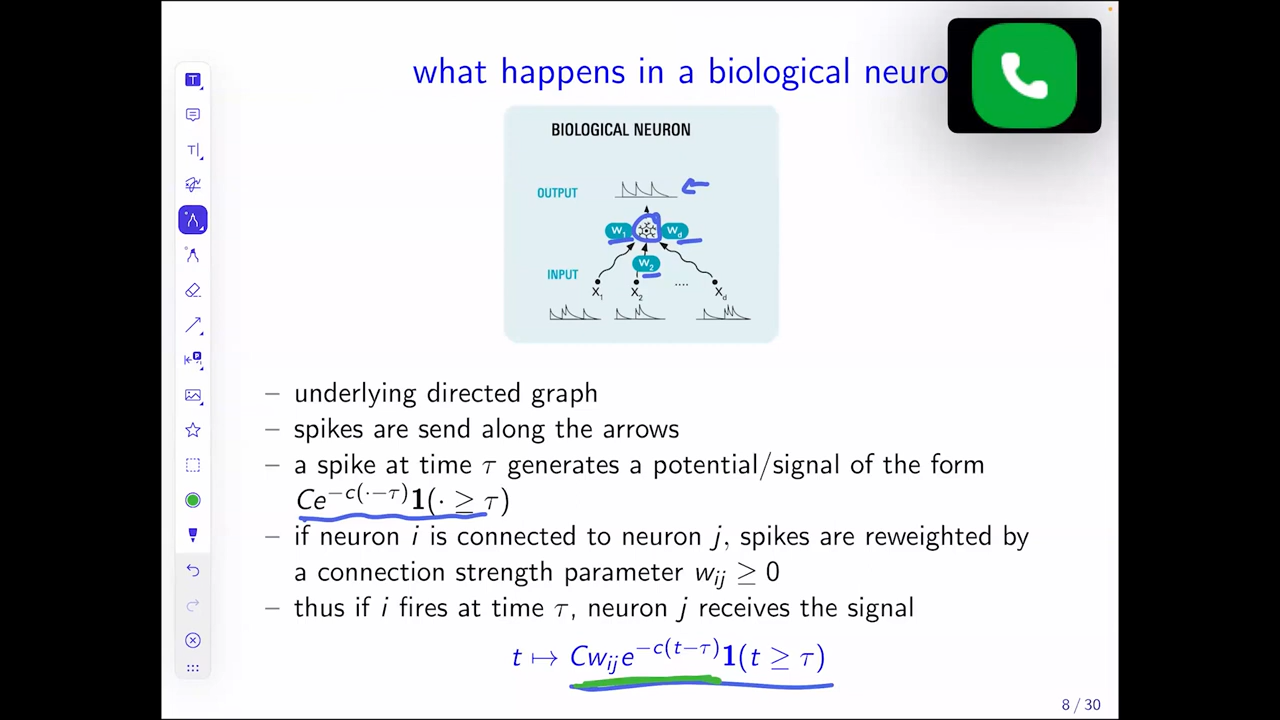 what happens in a biological neuro
BIOLOGICAL NEURON
OUTPUT
W1 Wd
W2
INPUT
X1 X2 .... Xd
– underlying directed graph
– spikes are send along the arrows
– a spike at time τ generates a potential/signal of the form
Ce^{−c(·−τ)}1(· ≥ τ)
– if neuron i is connected to neuron j, spikes are reweighted by
a connection strength parameter w_{ij} ≥ 0
– thus if i fires at time τ, neuron j receives the signal
t ↦ Cw_{ij}e^{−c(t−τ)}1(t ≥ τ)
8 / 30